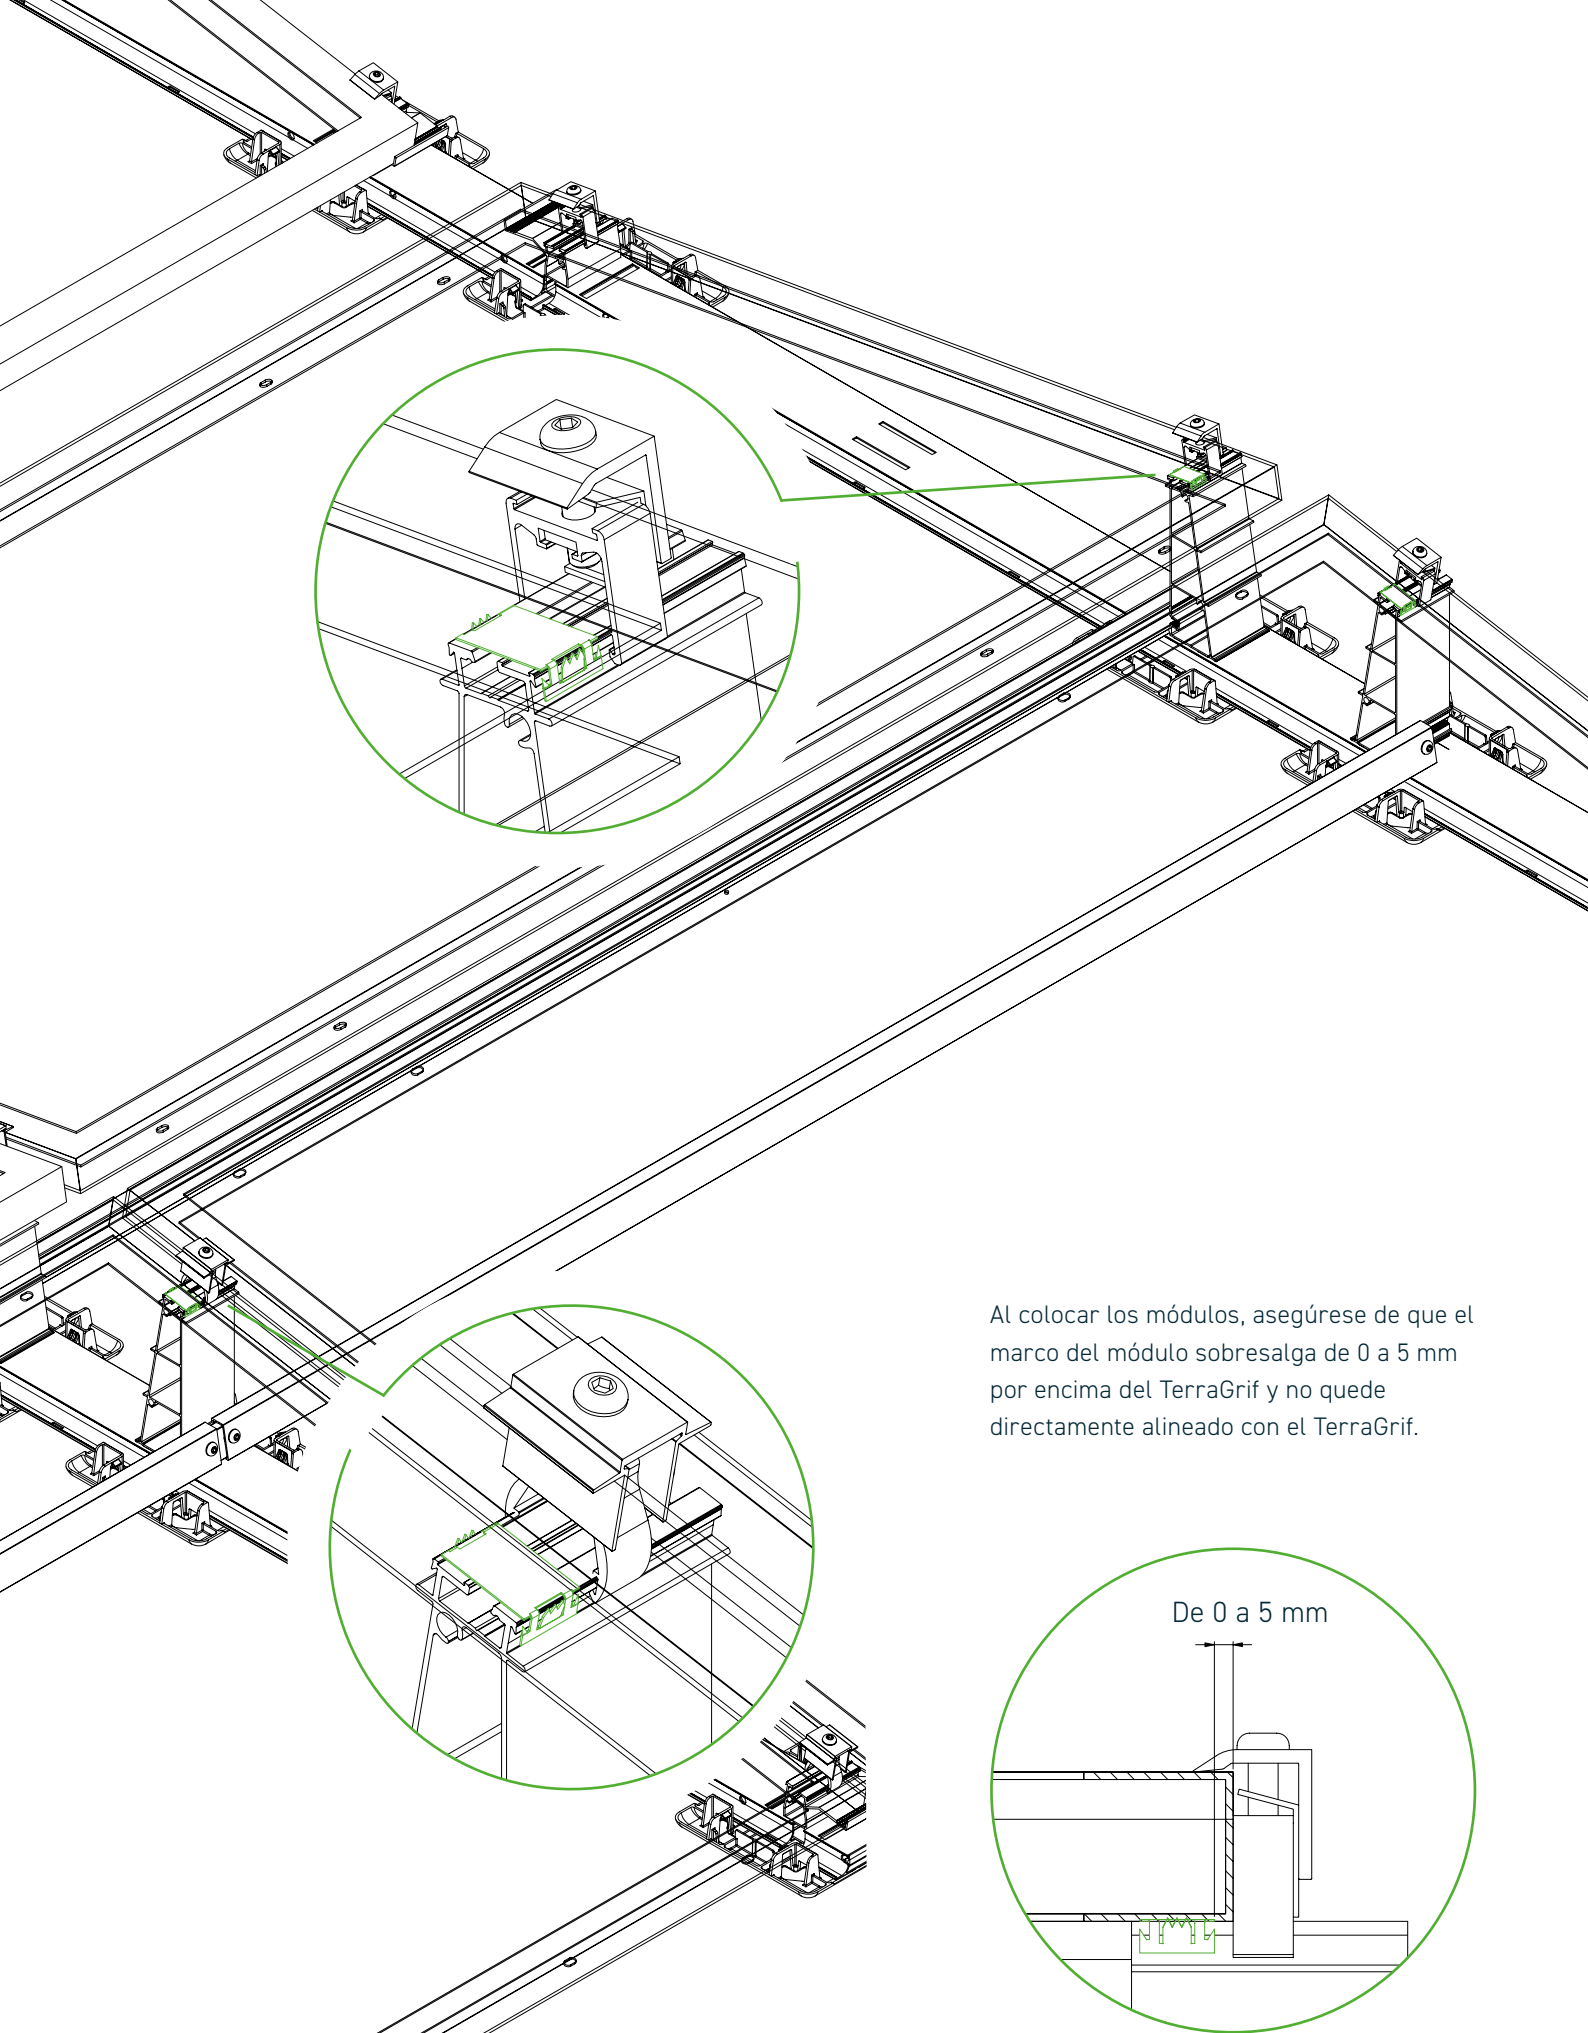 Al colocar los módulos, asegúrese de que el
marco del módulo sobresalga de 0 a 5 mm
por encima del TerraGrif y no quede
directamente alineado con el TerraGrif.
De 0 a 5 mm